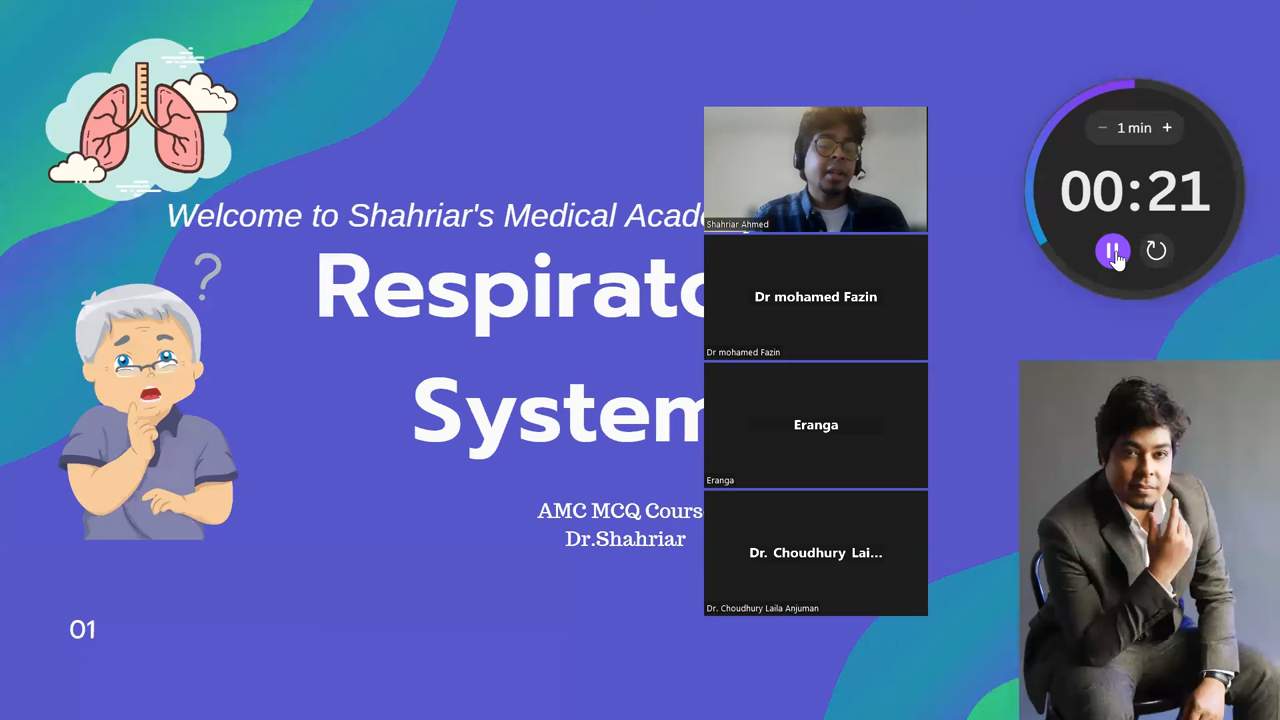 Welcome to Shahriar's Medical Acade
Respirato
System
AMC MCQ Cours
Dr.Shahriar
01
?
Shahriar Ahmed
Dr mohamed Fazin
Dr mohamed Fazin
Eranga
Eranga
Dr. Choudhury Lai...
Dr. Choudhury Laila Anjuman
− 1 min +
00:21